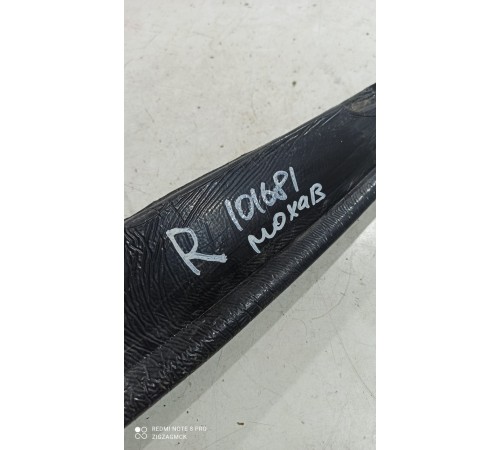 R 101681
мохав
REDMI NOTE 8 PRO
ZIGZAGMCK